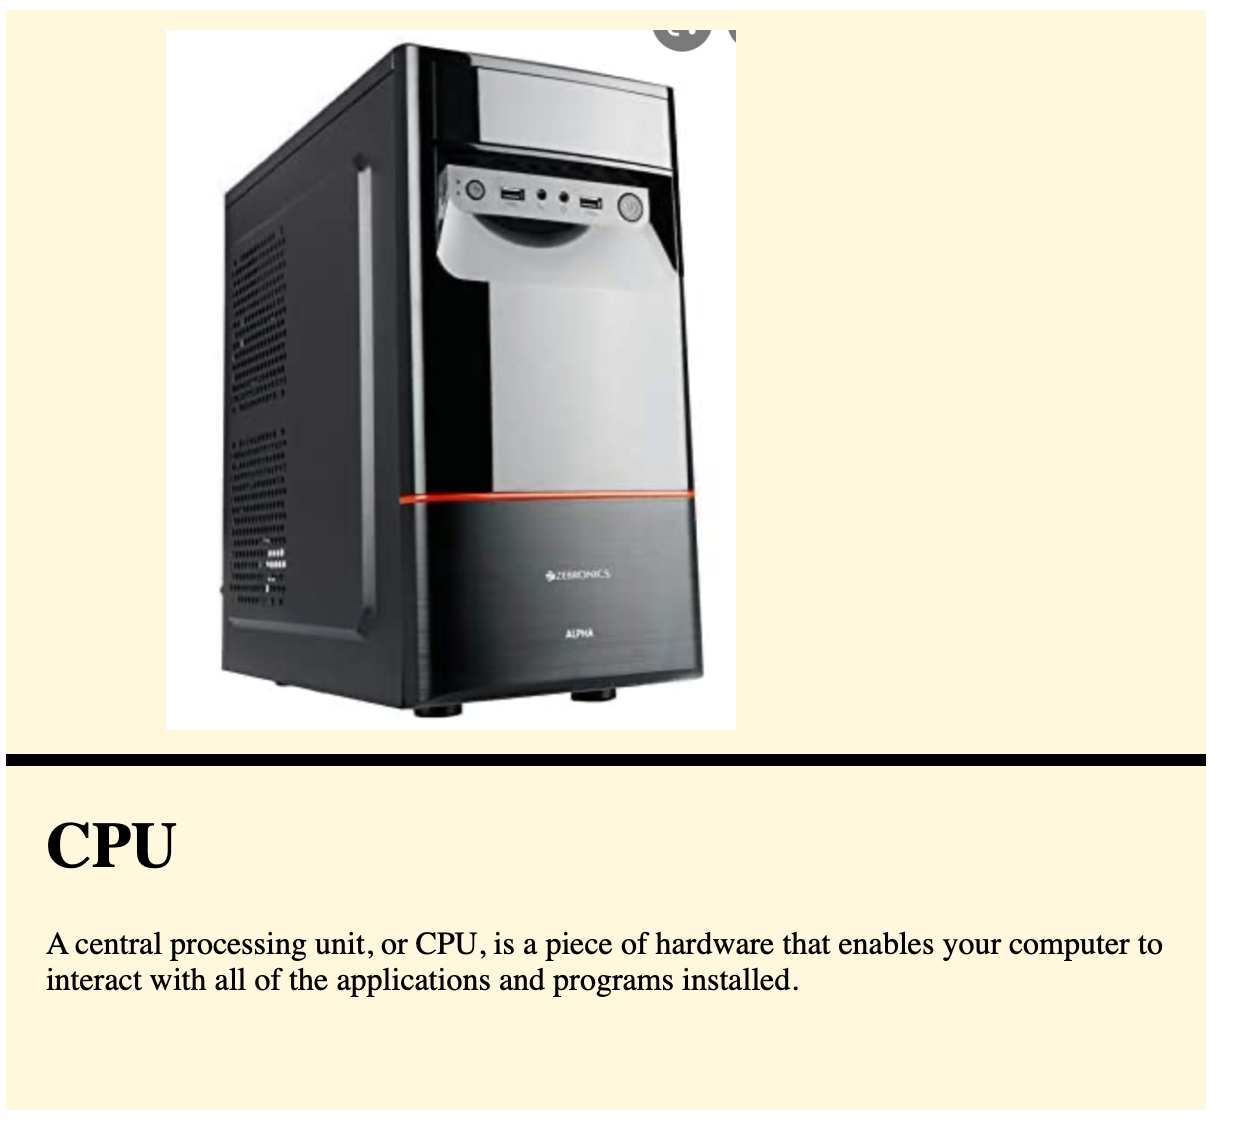 ZEBRONICS
ALPHA
CPU
A central processing unit, or CPU, is a piece of hardware that enables your computer to
interact with all of the applications and programs installed.